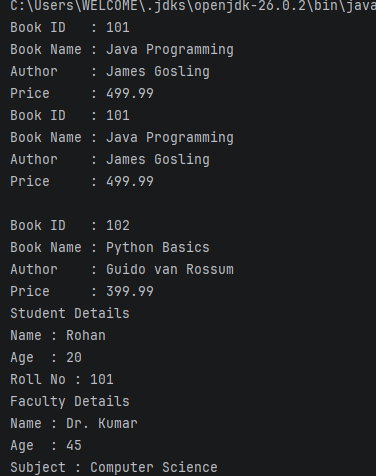 C:\Users\WELCOME\.jdks\openjdk-26.0.2\bin\java
Book ID   : 101
Book Name : Java Programming
Author    : James Gosling
Price     : 499.99
Book ID   : 101
Book Name : Java Programming
Author    : James Gosling
Price     : 499.99
Book ID   : 102
Book Name : Python Basics
Author    : Guido van Rossum
Price     : 399.99
Student Details
Name : Rohan
Age  : 20
Roll No : 101
Faculty Details
Name : Dr. Kumar
Age  : 45
Subject : Computer Science